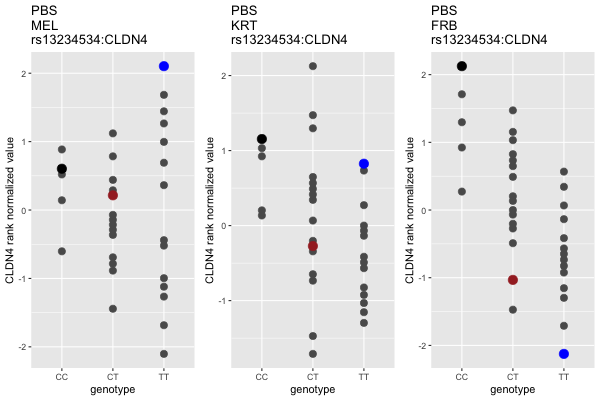 PBS
MEL
rs13234534:CLDN4
CLDN4 rank normalized value
2
1
0
-1
-2
CC CT TT
genotype
PBS
KRT
rs13234534:CLDN4
CLDN4 rank normalized value
2
1
0
-1
CC CT TT
genotype
PBS
FRB
rs13234534:CLDN4
CLDN4 rank normalized value
2
1
0
-1
-2
CC CT TT
genotype